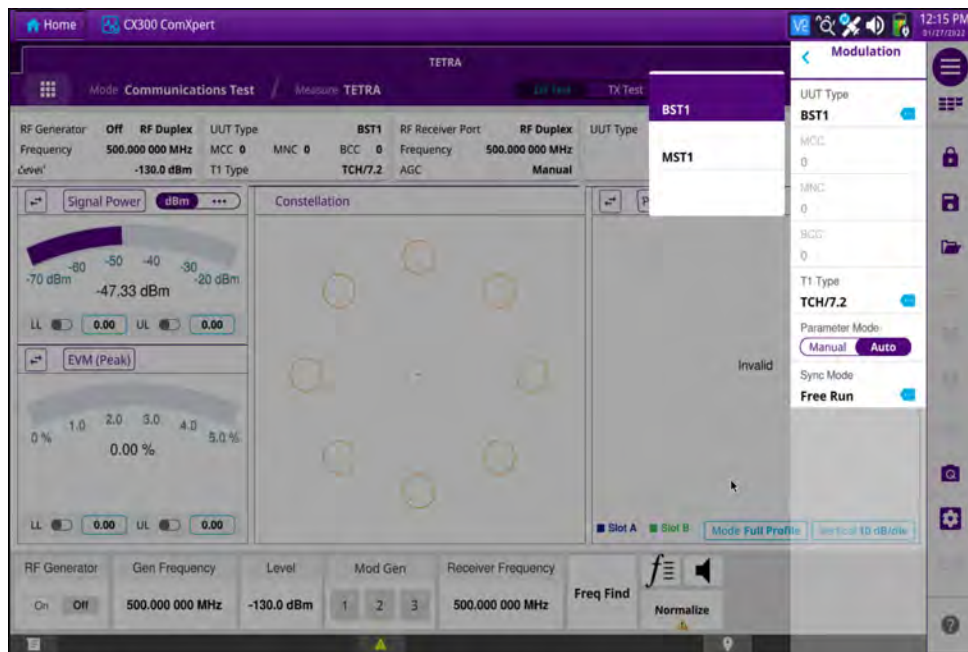 Home
CX300 ComXpert
12:15 PM
01/27/2022
TETRA
Mode Communications Test / Measure TETRA
TX Test
Modulation
BST1
MST1
RF Generator Off RF Duplex
Frequency 500.000 000 MHz
Level -130.0 dBm
UUT Type BST1
MCC 0 MNC 0 BCC 0
T1 Type TCH/7.2
RF Receiver Port RF Duplex
Frequency 500.000 000 MHz
AGC Manual
UUT Type
UUT Type
BST1
MCC
0
MNC
0
BCC
0
T1 Type
TCH/7.2
Parameter Mode
Manual Auto
Sync Mode
Free Run
Signal Power dBm •••
-70 dBm -60 -50 -40 -30 -20 dBm
-47.33 dBm
LL 0.00 UL 0.00
EVM (Peak)
0 % 1.0 2.0 3.0 4.0 5.0 %
0.00 %
LL 0.00 UL 0.00
Constellation
P
Invalid
Slot A Slot B Mode Full Profile Vertical 10 dB/div
RF Generator
On Off
Gen Frequency
500.000 000 MHz
Level
-130.0 dBm
Mod Gen
1 2 3
Receiver Frequency
500.000 000 MHz
Freq Find
Normalize